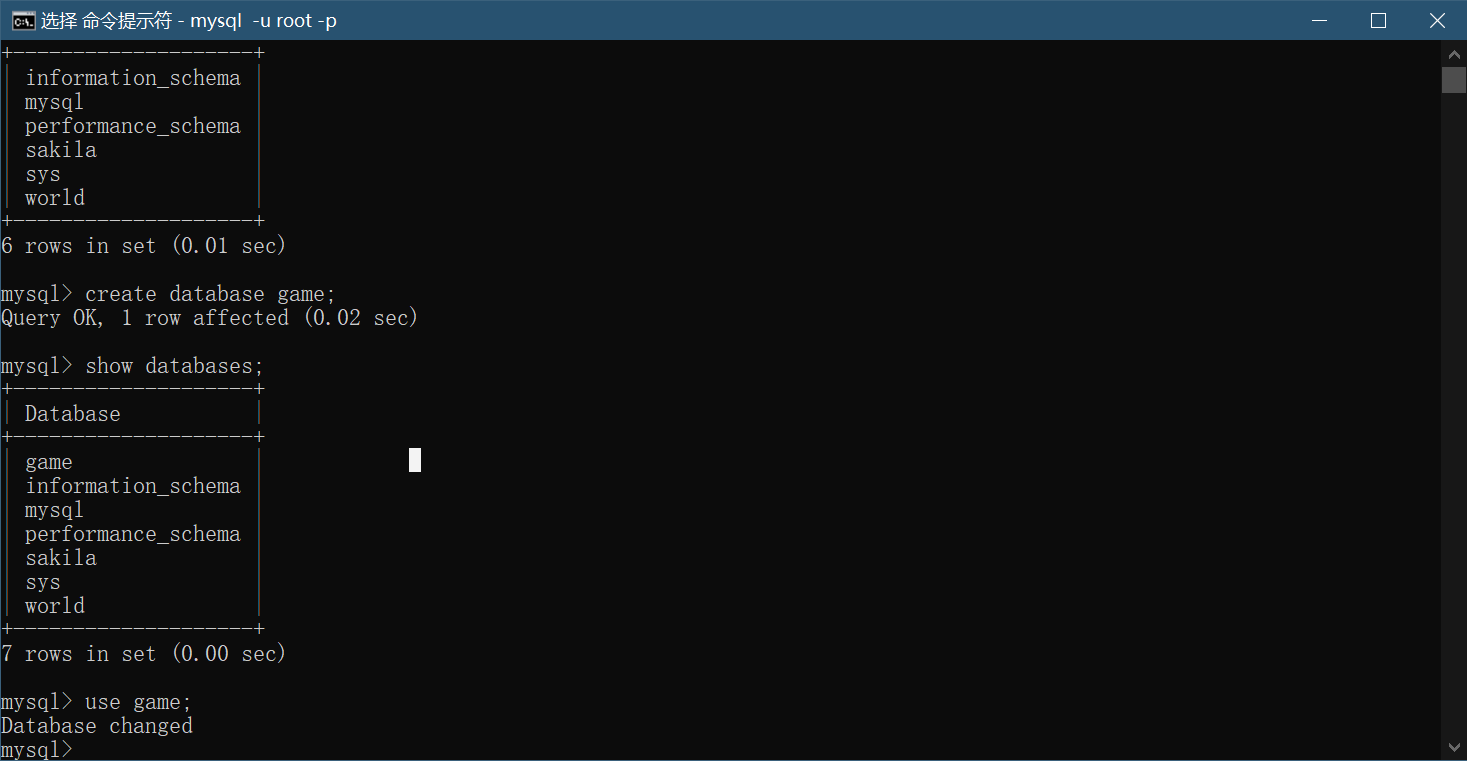 选择 命令提示符 - mysql  -u root -p
+--------------------+
| information_schema |
| mysql              |
| performance_schema |
| sakila             |
| sys                |
| world              |
+--------------------+
6 rows in set (0.01 sec)
mysql> create database game;
Query OK, 1 row affected (0.02 sec)
mysql> show databases;
+--------------------+
| Database           |
+--------------------+
| game               |
| information_schema |
| mysql              |
| performance_schema |
| sakila             |
| sys                |
| world              |
+--------------------+
7 rows in set (0.00 sec)
mysql> use game;
Database changed
mysql>